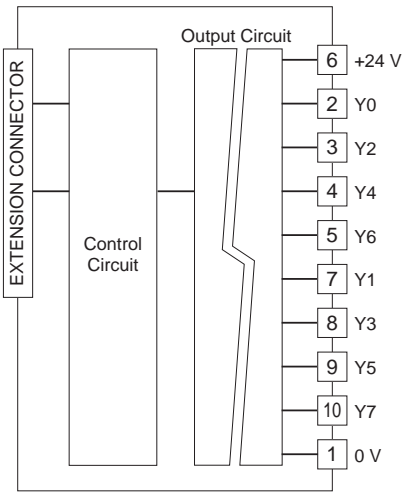 Output Circuit
EXTENSION CONNECTOR
Control
Circuit
6 +24 V
2 Y0
3 Y2
4 Y4
5 Y6
7 Y1
8 Y3
9 Y5
10 Y7
1 0 V